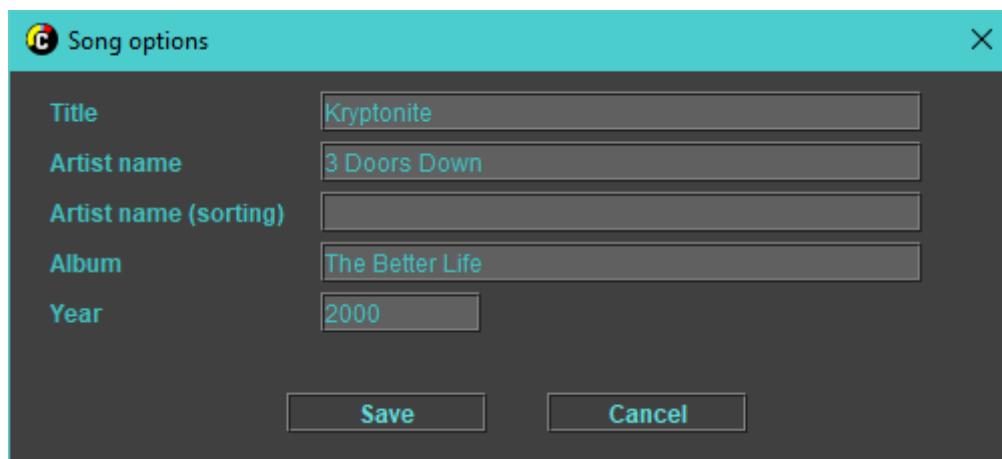 Song options
Title Kryptonite
Artist name 3 Doors Down
Artist name (sorting)
Album The Better Life
Year 2000
Save Cancel